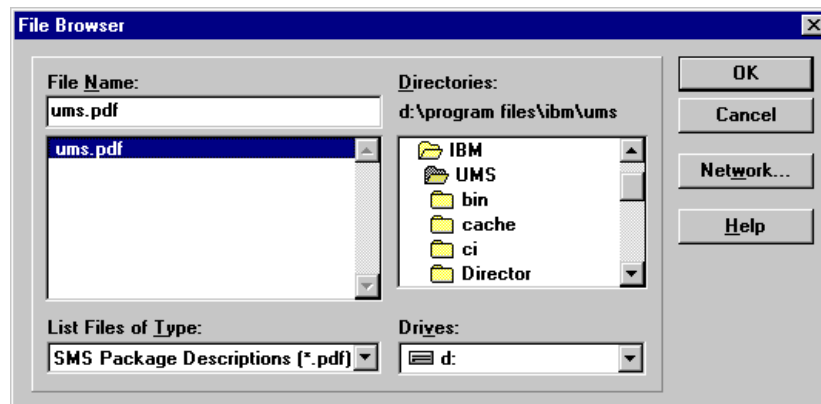 File Browser
File Name:
ums.pdf
ums.pdf
List Files of Type:
SMS Package Descriptions (*.pdf)
Directories:
d:\program files\ibm\ums
IBM
UMS
bin
cache
ci
Director
Drives:
d:
OK
Cancel
Network...
Help